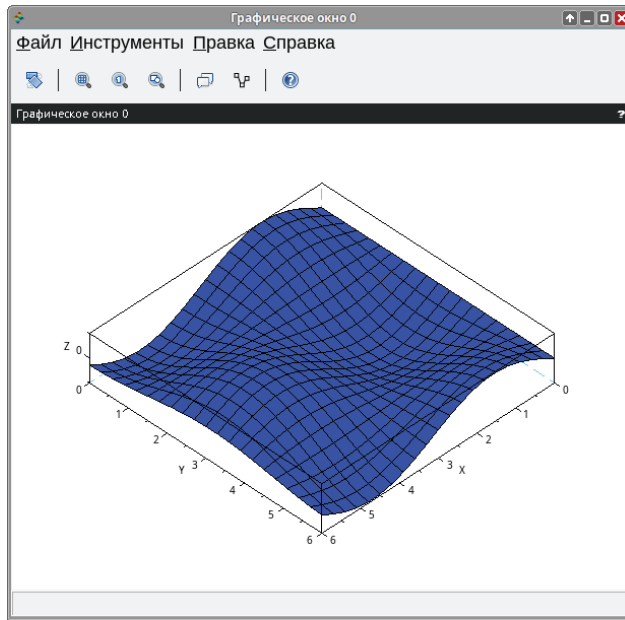 Графическое окно 0
Файл Инструменты Правка Справка
Графическое окно 0 ?
Z 0
0 0
1 1
2 2
Y 3 3 X
4 4
5 5
6 6